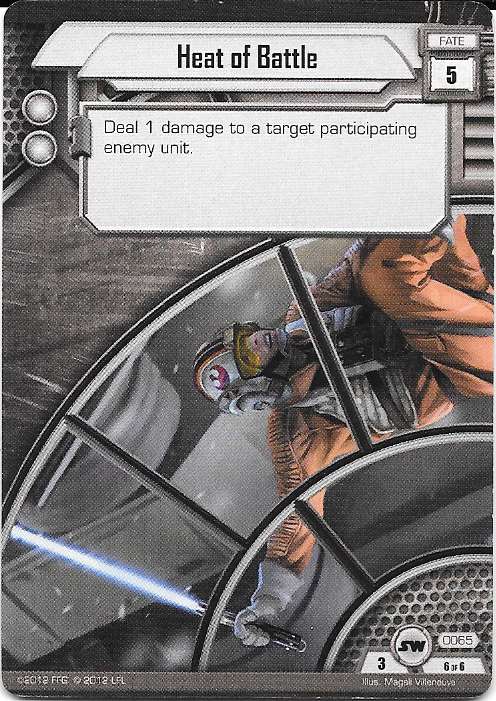 Heat of Battle
FATE
5
Deal 1 damage to a target participating
enemy unit.
SW
0065
3
6 OF 6
©2012 FFG © 2012 LFL
Illus. Magali Villeneuve